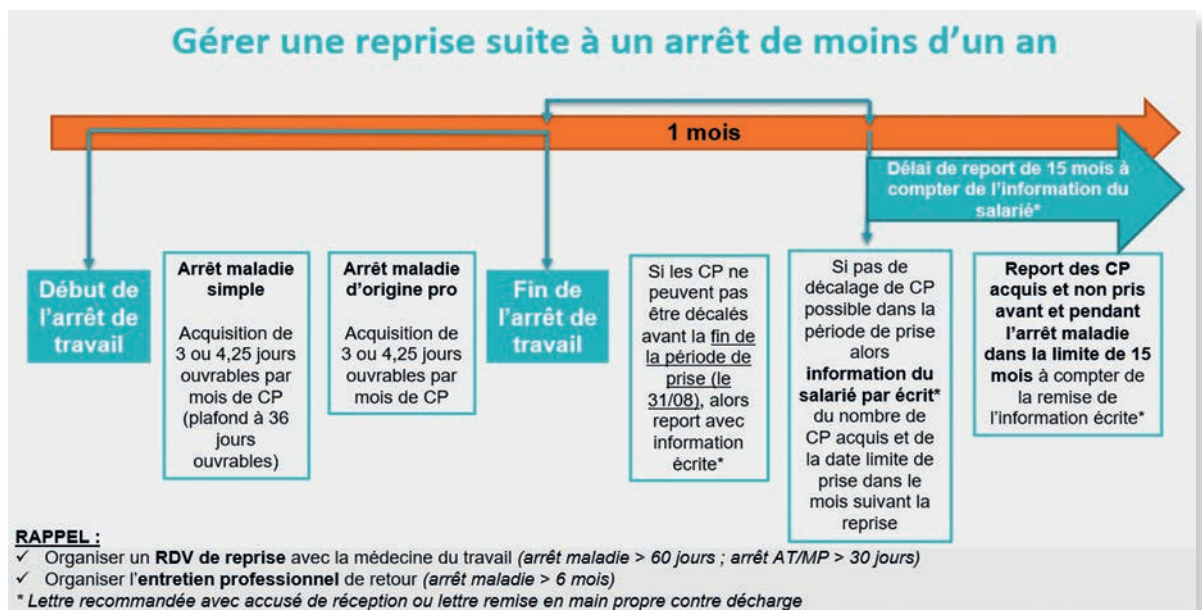 Gérer une reprise suite à un arrêt de moins d'un an
1 mois
Délai de report de 15 mois à
compter de l'information du
salarié*
Début de
l'arrêt de
travail
Arrêt maladie
simple
Acquisition de
3 ou 4,25 jours
ouvrables par
mois de CP
(plafond à 36
jours
ouvrables)
Arrêt maladie
d'origine pro
Acquisition de
3 ou 4,25 jours
ouvrables par
mois de CP
Fin de
l'arrêt de
travail
Si les CP ne
peuvent pas
être décalés
avant la fin de
la période de
prise (le
31/08), alors
report avec
information
écrite*
Si pas de
décalage de CP
possible dans la
période de prise
alors
information du
salarié par écrit*
du nombre de
CP acquis et de
la date limite de
prise dans le
mois suivant la
reprise
Report des CP
acquis et non pris
avant et pendant
l'arrêt maladie
dans la limite de 15
mois à compter de
la remise de
l'information écrite*
RAPPEL :
✓ Organiser un RDV de reprise avec la médecine du travail (arrêt maladie > 60 jours ; arrêt AT/MP > 30 jours)
✓ Organiser l'entretien professionnel de retour (arrêt maladie > 6 mois)
* Lettre recommandée avec accusé de réception ou lettre remise en main propre contre décharge